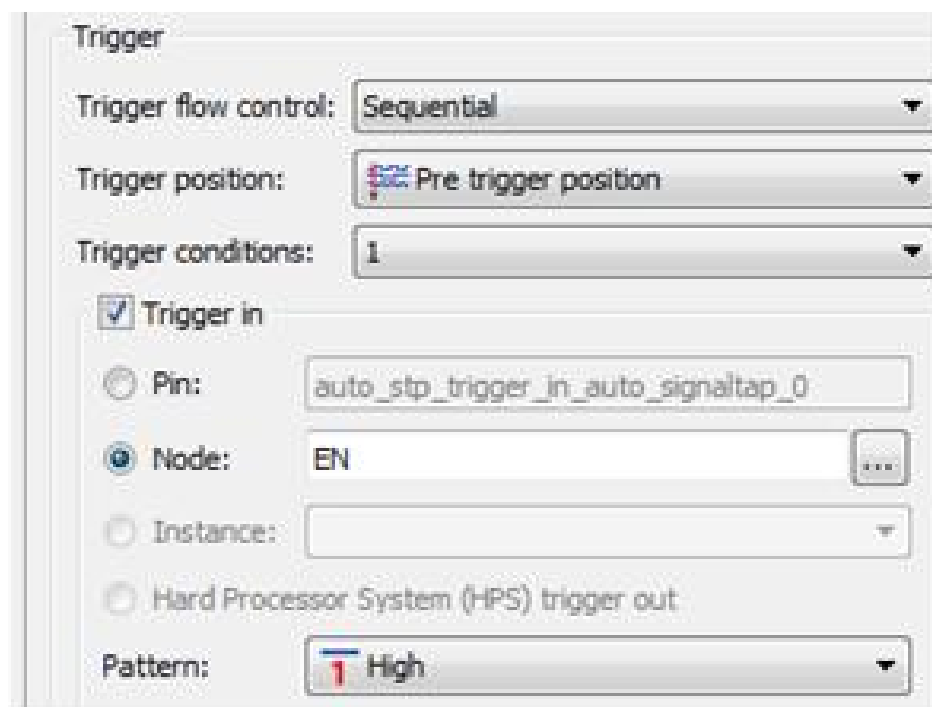 Trigger
Trigger flow control: Sequential
Trigger position: Pre trigger position
Trigger conditions: 1
Trigger in
Pin: auto_stp_trigger_in_auto_signaltap_0
Node: EN ...
Instance:
Hard Processor System (HPS) trigger out
Pattern: 1 High